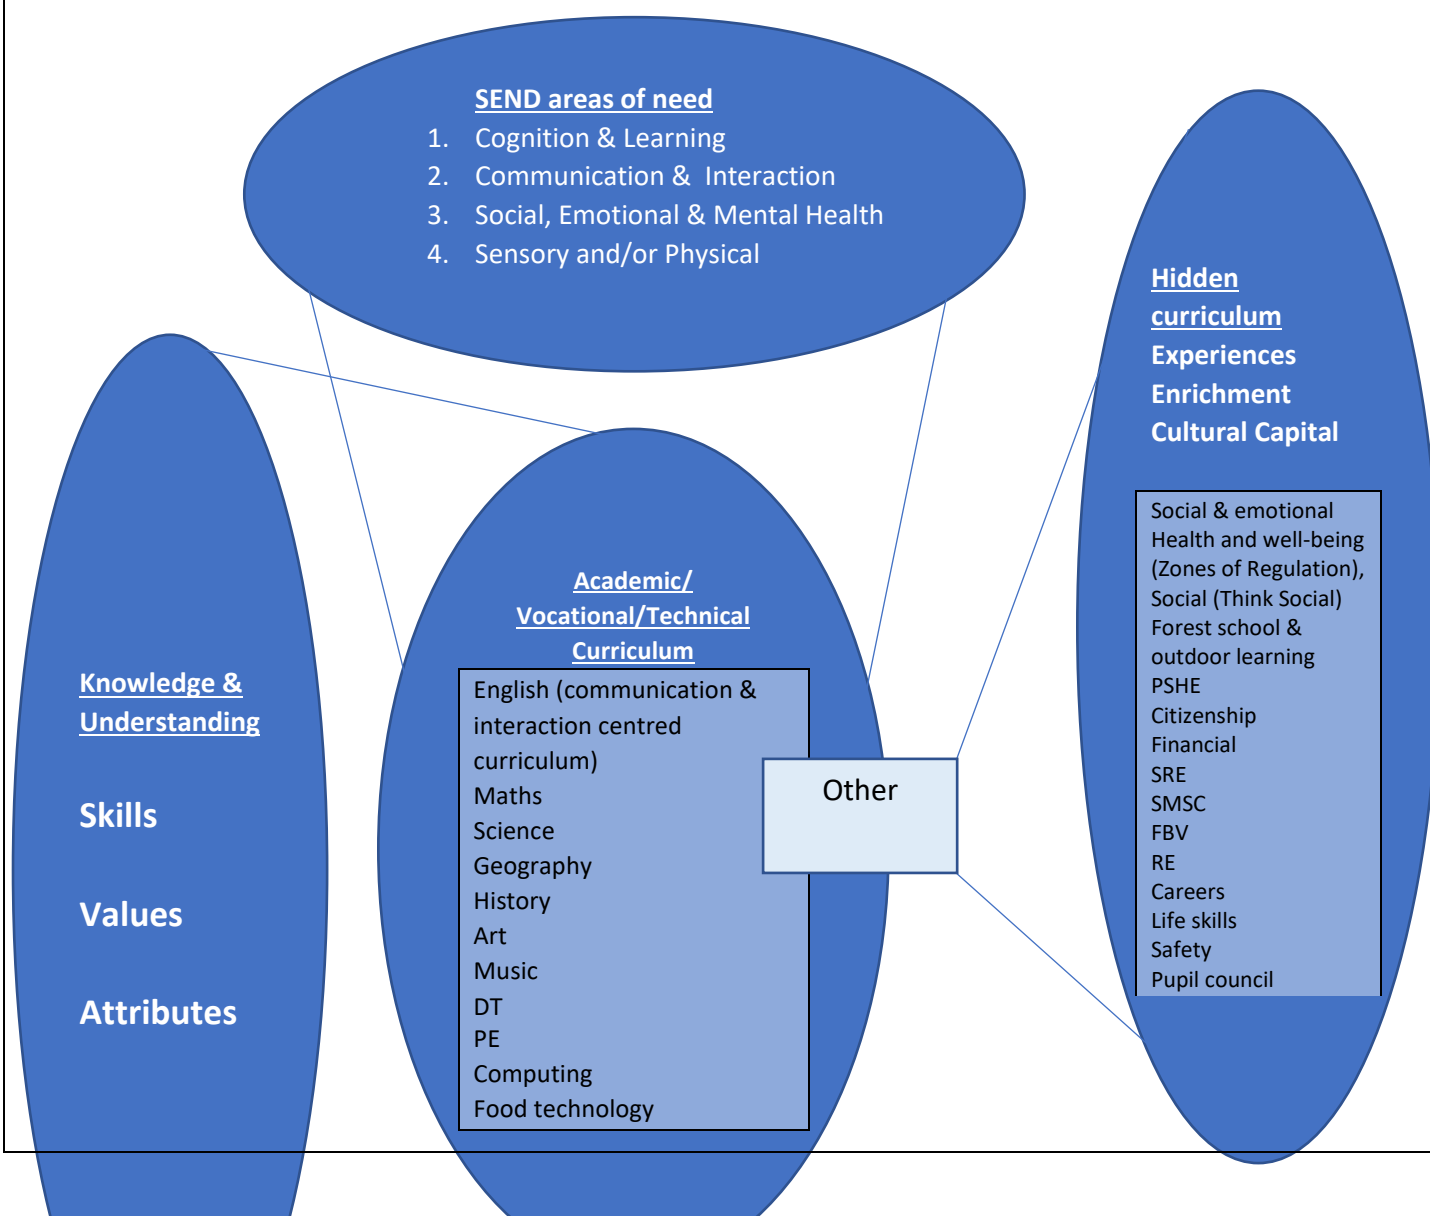 SEND areas of need
1. Cognition & Learning
2. Communication &  Interaction
3. Social, Emotional & Mental Health
4. Sensory and/or Physical
Knowledge &
Understanding
Skills
Values
Attributes
Academic/
Vocational/Technical
Curriculum
English (communication &
interaction centred
curriculum)
Maths
Science
Geography
History
Art
Music
DT
PE
Computing
Food technology
Other
Hidden
curriculum
Experiences
Enrichment
Cultural Capital
Social & emotional
Health and well-being
(Zones of Regulation),
Social (Think Social)
Forest school &
outdoor learning
PSHE
Citizenship
Financial
SRE
SMSC
FBV
RE
Careers
Life skills
Safety
Pupil council